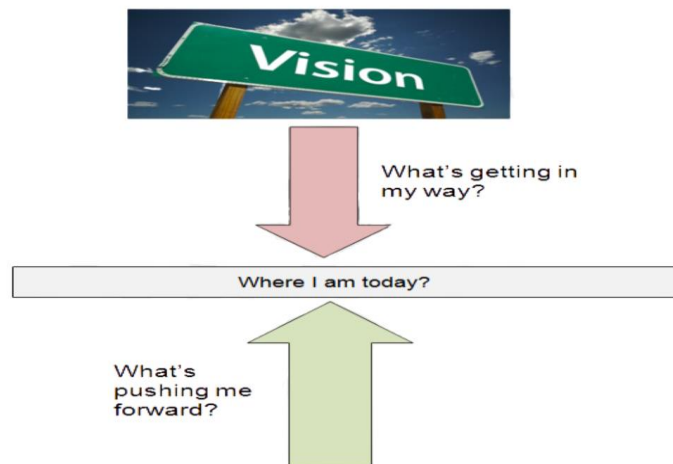 Vision
What's getting in
my way?
Where I am today?
What's
pushing me
forward?